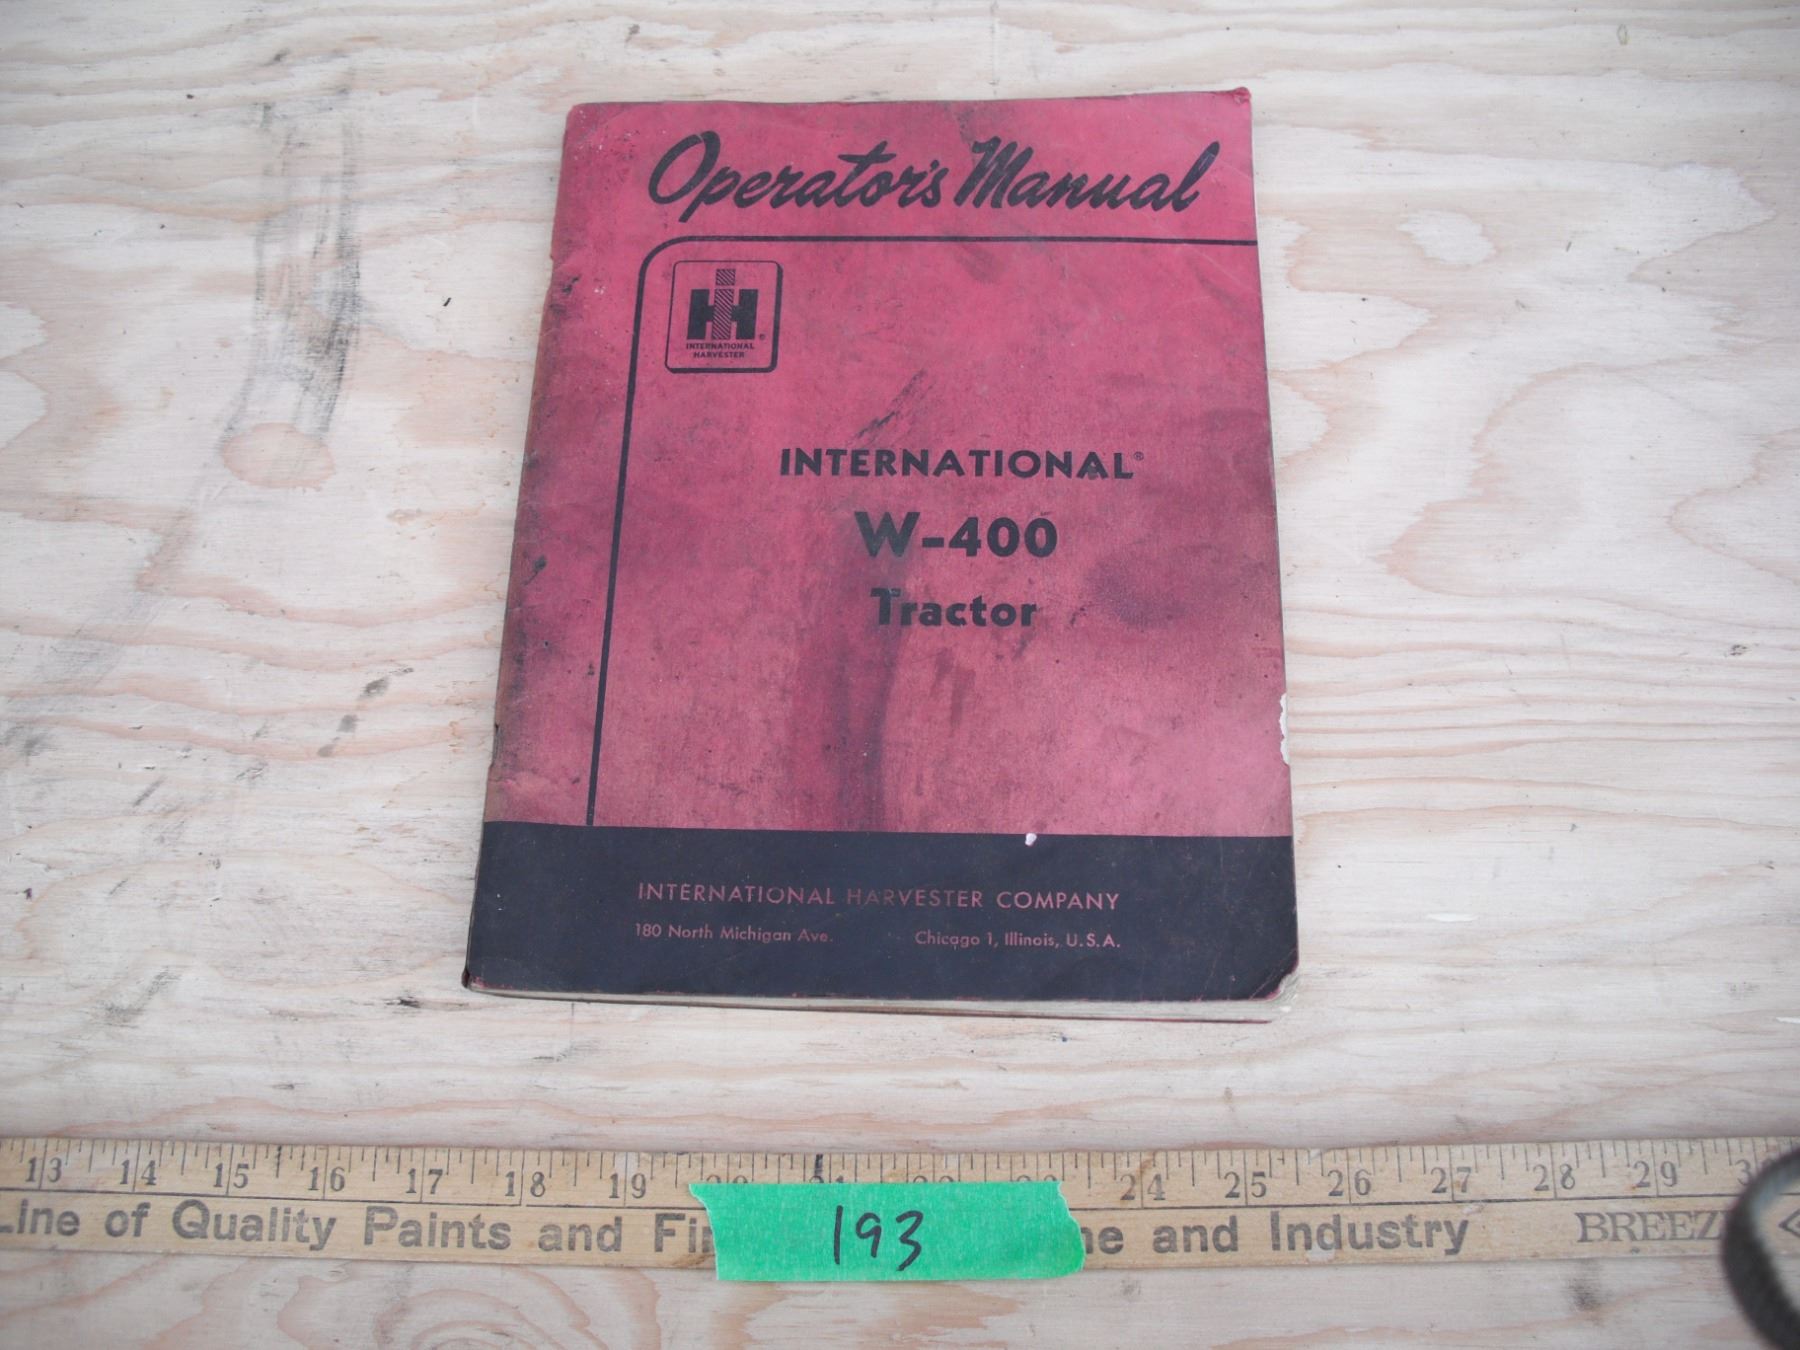 Operator's Manual
IH
INTERNATIONAL
HARVESTER
INTERNATIONAL®
W-400
Tractor
INTERNATIONAL HARVESTER COMPANY
180 North Michigan Ave. Chicago 1, Illinois, U.S.A.
13 14 15 16 17 18 19 24 25 26 27 28 29
Line of Quality Paints and and Industry
193